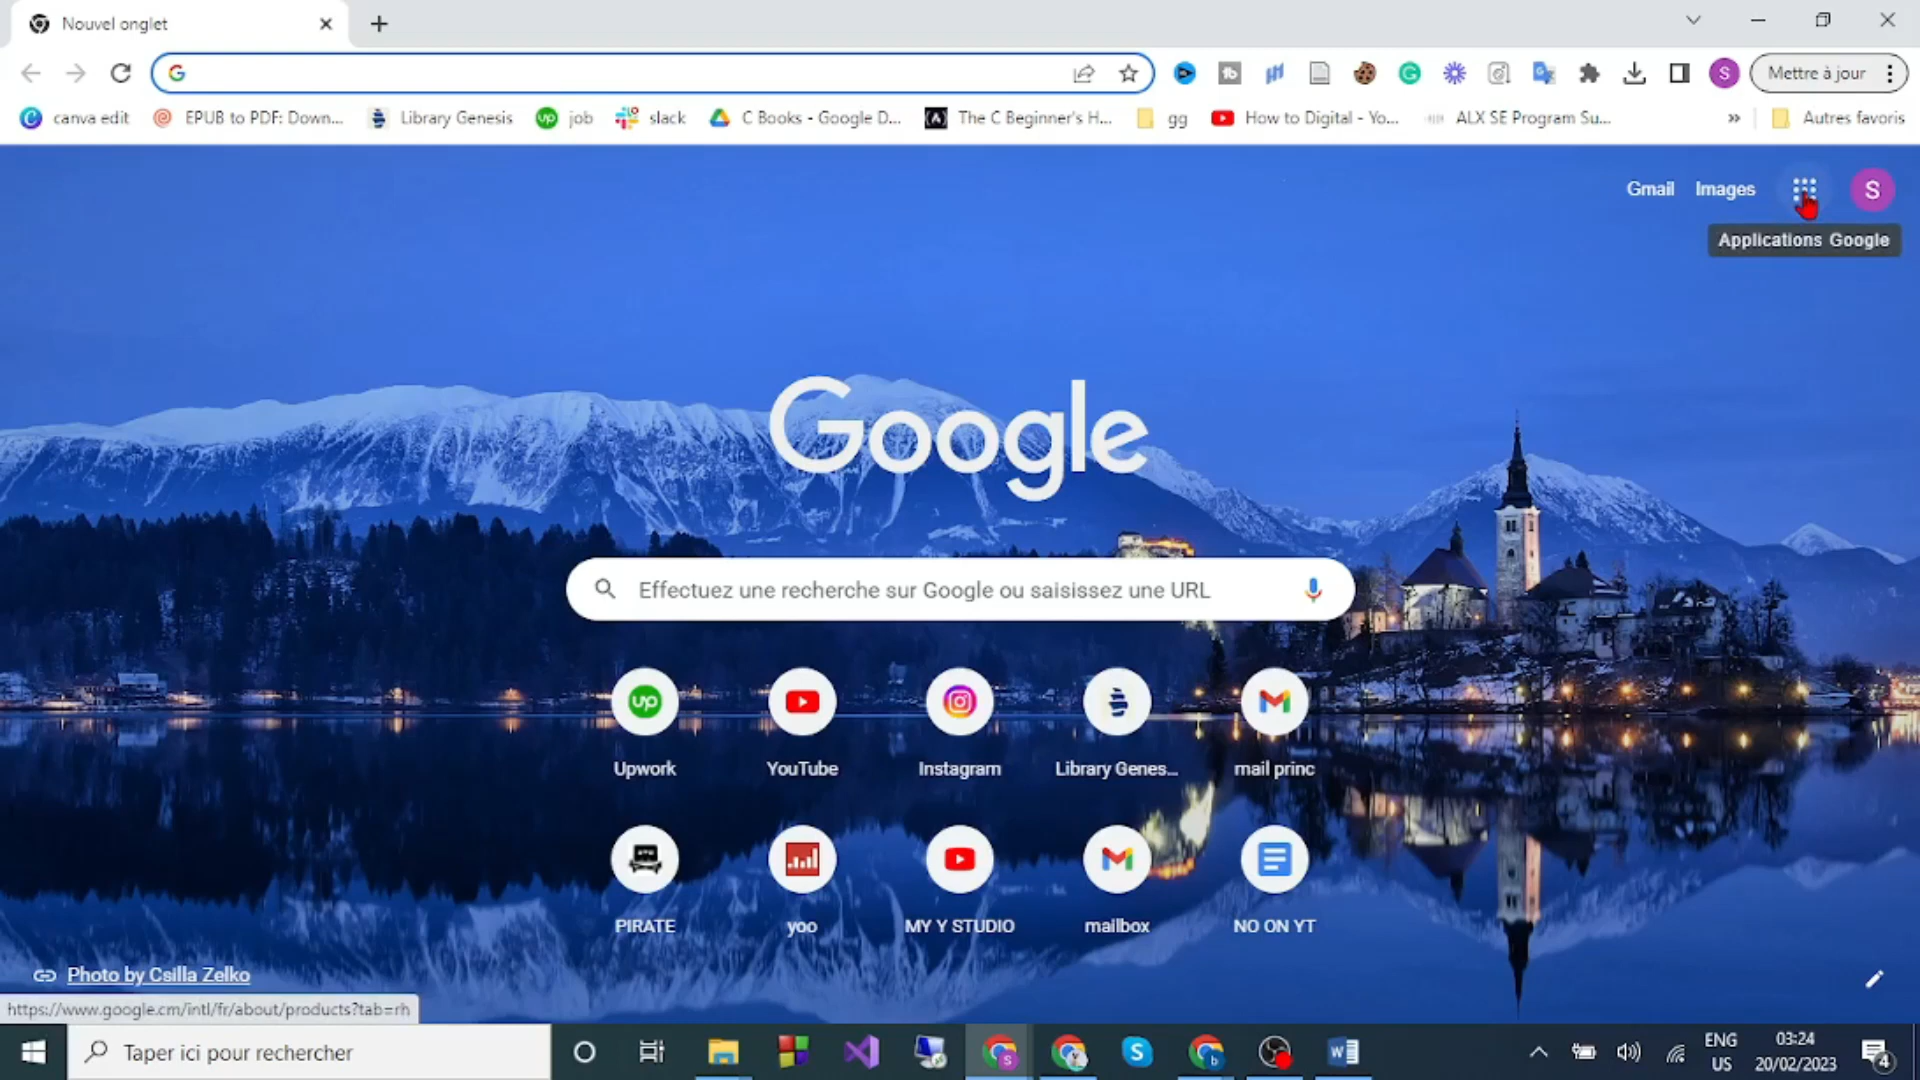 Nouvel onglet
Mettre à jour
canva edit
EPUB to PDF: Down...
Library Genesis
up
job
slack
C Books - Google D...
The C Beginner's H...
gg
How to Digital - Yo...
ALX SE Program Su...
Autres favoris
Gmail
Images
S
Applications Google
Google
Effectuez une recherche sur Google ou saisissez une URL
up
Upwork
YouTube
Instagram
Library Genes...
mail princ
PIRATE
yoo
MY Y STUDIO
mailbox
NO ON YT
Photo by Csilla Zelko
https://www.google.cm/intl/fr/about/products?tab=rh
Taper ici pour rechercher
ENG
US
03:24
20/02/2023
4